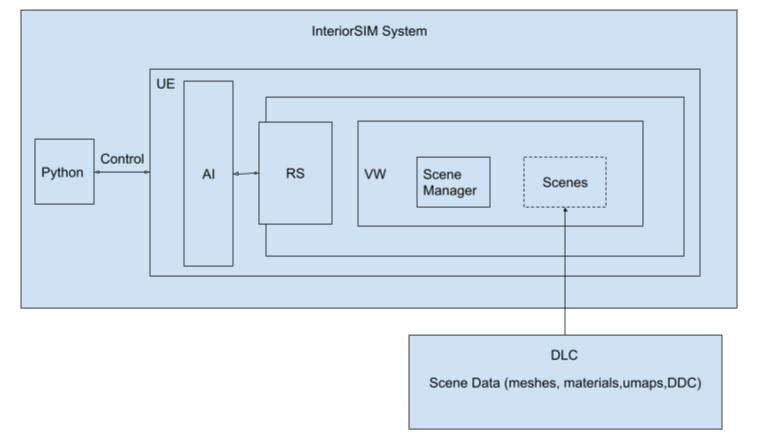 InteriorSIM System
UE
Control
Python
AI
RS
VW
Scene
Manager
Scenes
DLC
Scene Data (meshes, materials,umaps,DDC)